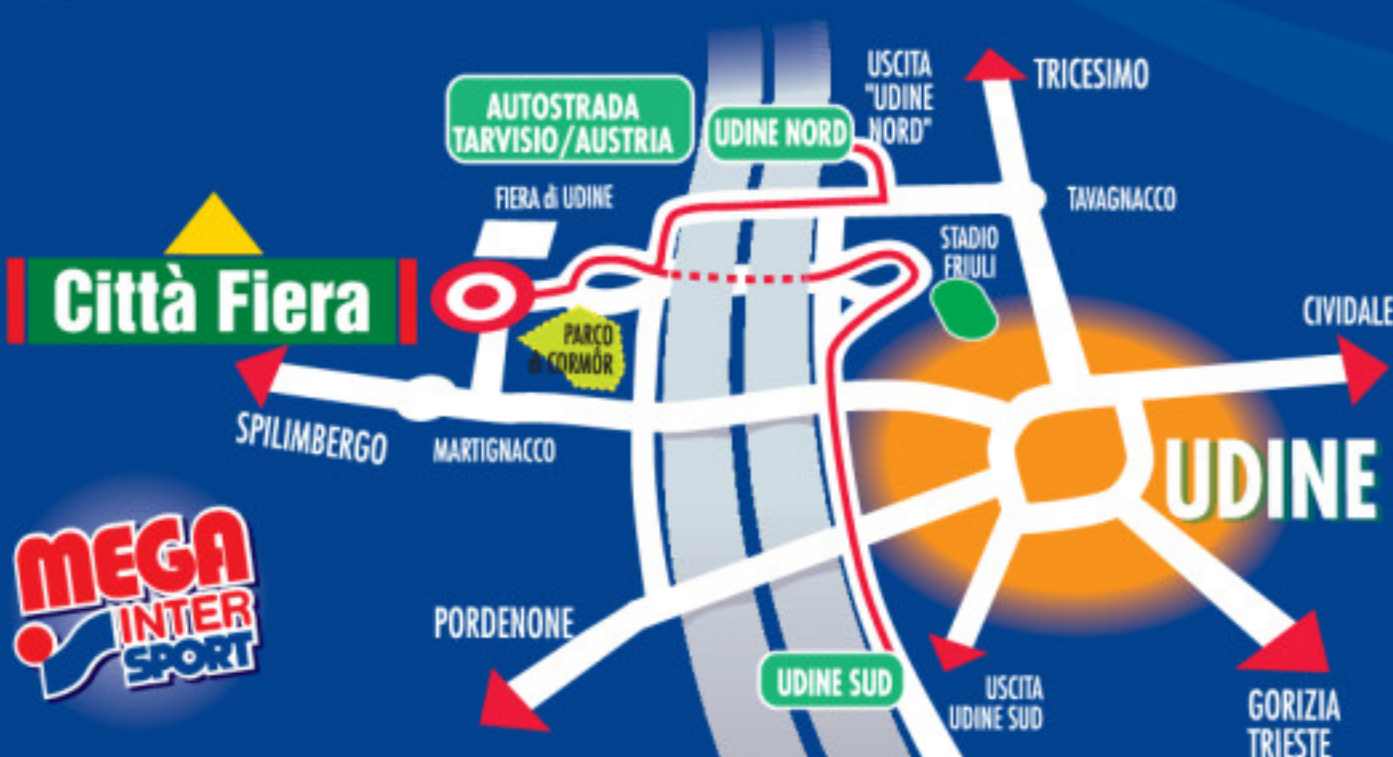 USCITA
"UDINE
NORD"
TRICESIMO
AUTOSTRADA
TARVISIO/AUSTRIA
UDINE NORD
FIERA di UDINE
TAVAGNACCO
STADIO
FRIULI
Città Fiera
CIVIDALE
PARCO
di CORMÔR
SPILIMBERGO
MARTIGNACCO
UDINE
MEGA
INTER
SPORT
PORDENONE
UDINE SUD
USCITA
UDINE SUD
GORIZIA
TRIESTE